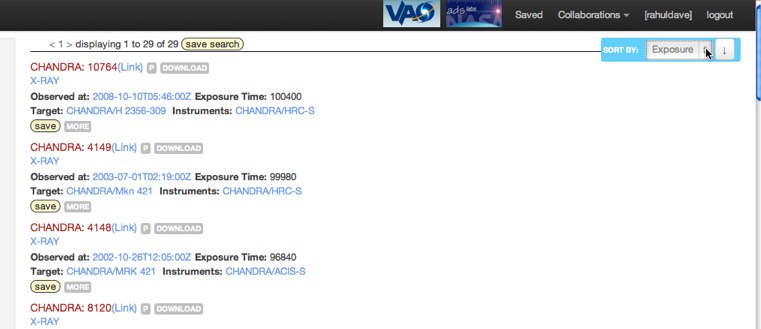 VAO ads labs NASA Saved Collaborations [rahuldave] logout
< 1 > displaying 1 to 29 of 29 save search SORT BY: Exposure ↓
CHANDRA: 10764(Link) P DOWNLOAD
X-RAY
Observed at: 2008-10-10T05:46:00Z Exposure Time: 100400
Target: CHANDRA/H 2356-309 Instruments: CHANDRA/HRC-S
save MORE
CHANDRA: 4149(Link) P DOWNLOAD
X-RAY
Observed at: 2003-07-01T02:19:00Z Exposure Time: 99980
Target: CHANDRA/Mkn 421 Instruments: CHANDRA/HRC-S
save MORE
CHANDRA: 4148(Link) P DOWNLOAD
X-RAY
Observed at: 2002-10-26T12:05:00Z Exposure Time: 96840
Target: CHANDRA/MRK 421 Instruments: CHANDRA/ACIS-S
save MORE
CHANDRA: 8120(Link) P DOWNLOAD
X-RAY